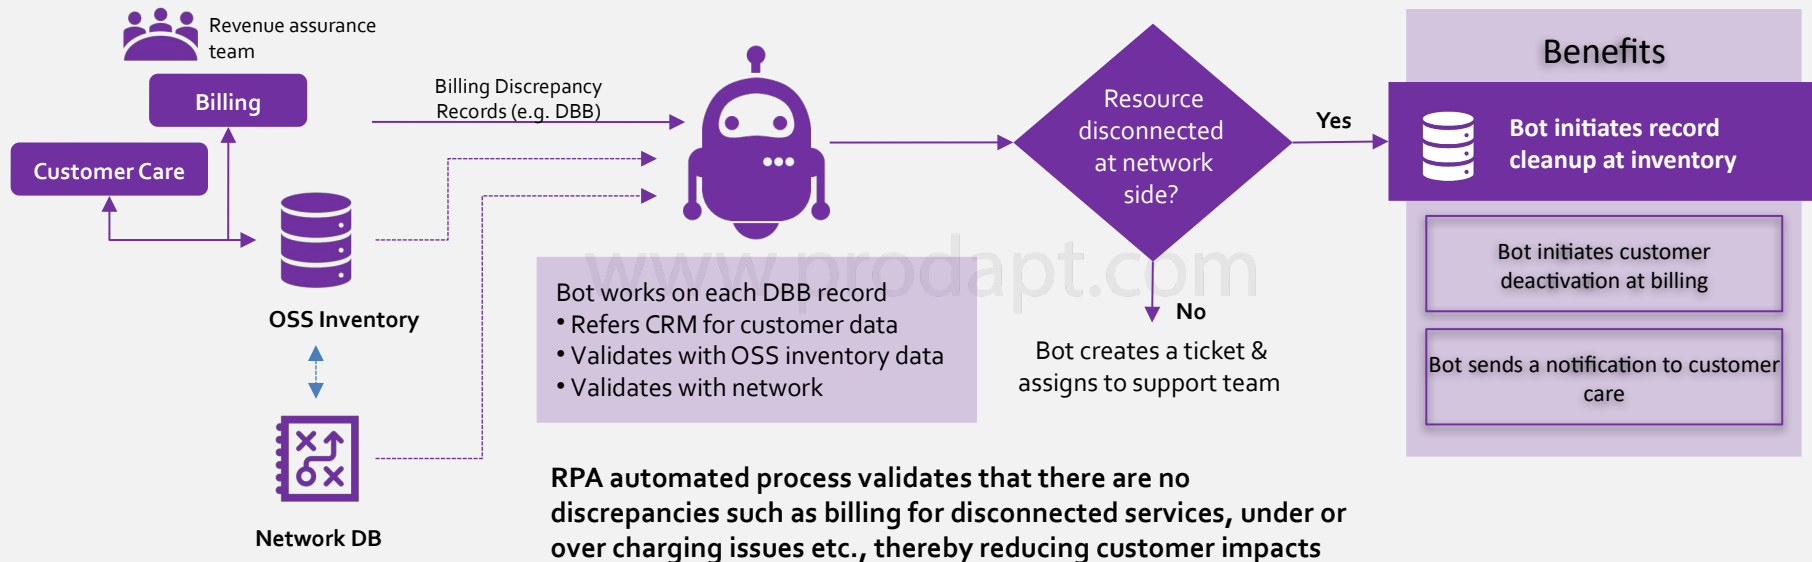 Revenue assurance
team
Billing
Customer Care
OSS Inventory
Network DB
Billing Discrepancy
Records (e.g. DBB)
Bot works on each DBB record
• Refers CRM for customer data
• Validates with OSS inventory data
• Validates with network
Resource
disconnected
at network
side?
Yes
No
Bot creates a ticket &
assigns to support team
Benefits
Bot initiates record
cleanup at inventory
Bot initiates customer
deactivation at billing
Bot sends a notification to customer
care
www.prodapt.com
RPA automated process validates that there are no
discrepancies such as billing for disconnected services, under or
over charging issues etc., thereby reducing customer impacts